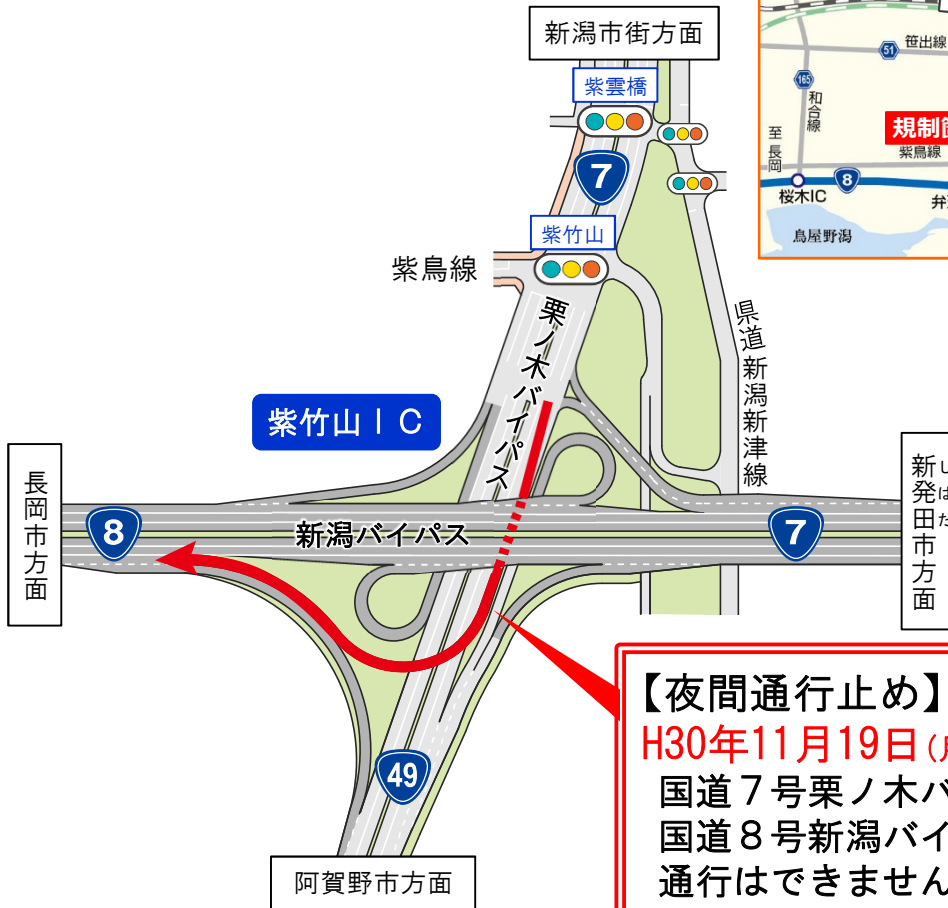 新潟市街方面
紫雲橋
7
紫竹山
紫鳥線
栗ノ木バイパス
県道新潟新津線
紫竹山ＩＣ
長岡市方面
8
新潟バイパス
7
新発田市方面
49
阿賀野市方面
51
笹出線
165
和合線
至長岡
規制箇
紫鳥線
8
桜木IC
鳥屋野潟
【夜間通行止め】
H30年11月19日
国道７号栗ノ木バ
国道８号新潟バイ
通行はできません